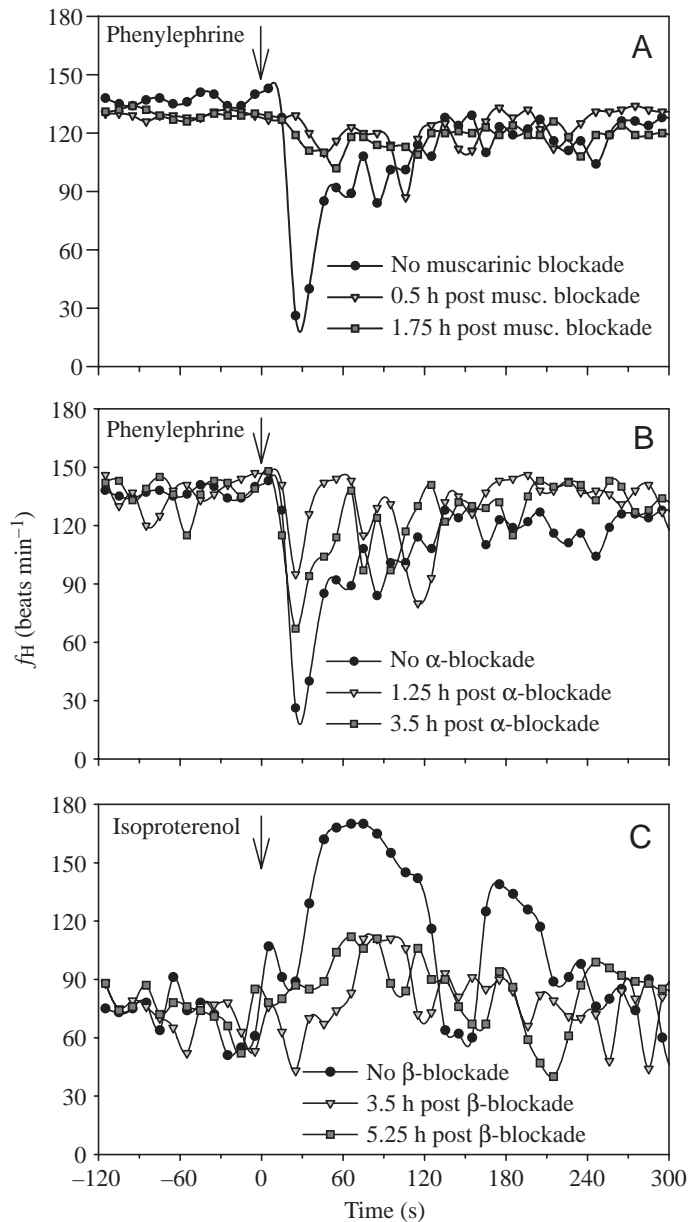 180
Phenylephrine
A
150
120
90
60
No muscarinic blockade
0.5 h post musc. blockade
30
1.75 h post musc. blockade
0
180
Phenylephrine
B
150
120
90
60
No α-blockade
30
1.25 h post α-blockade
3.5 h post α-blockade
0
fH (beats min–1)
180
Isoproterenol
C
150
120
90
60
No β-blockade
30
3.5 h post β-blockade
5.25 h post β-blockade
0
–120 –60 0 60 120 180 240 300
Time (s)